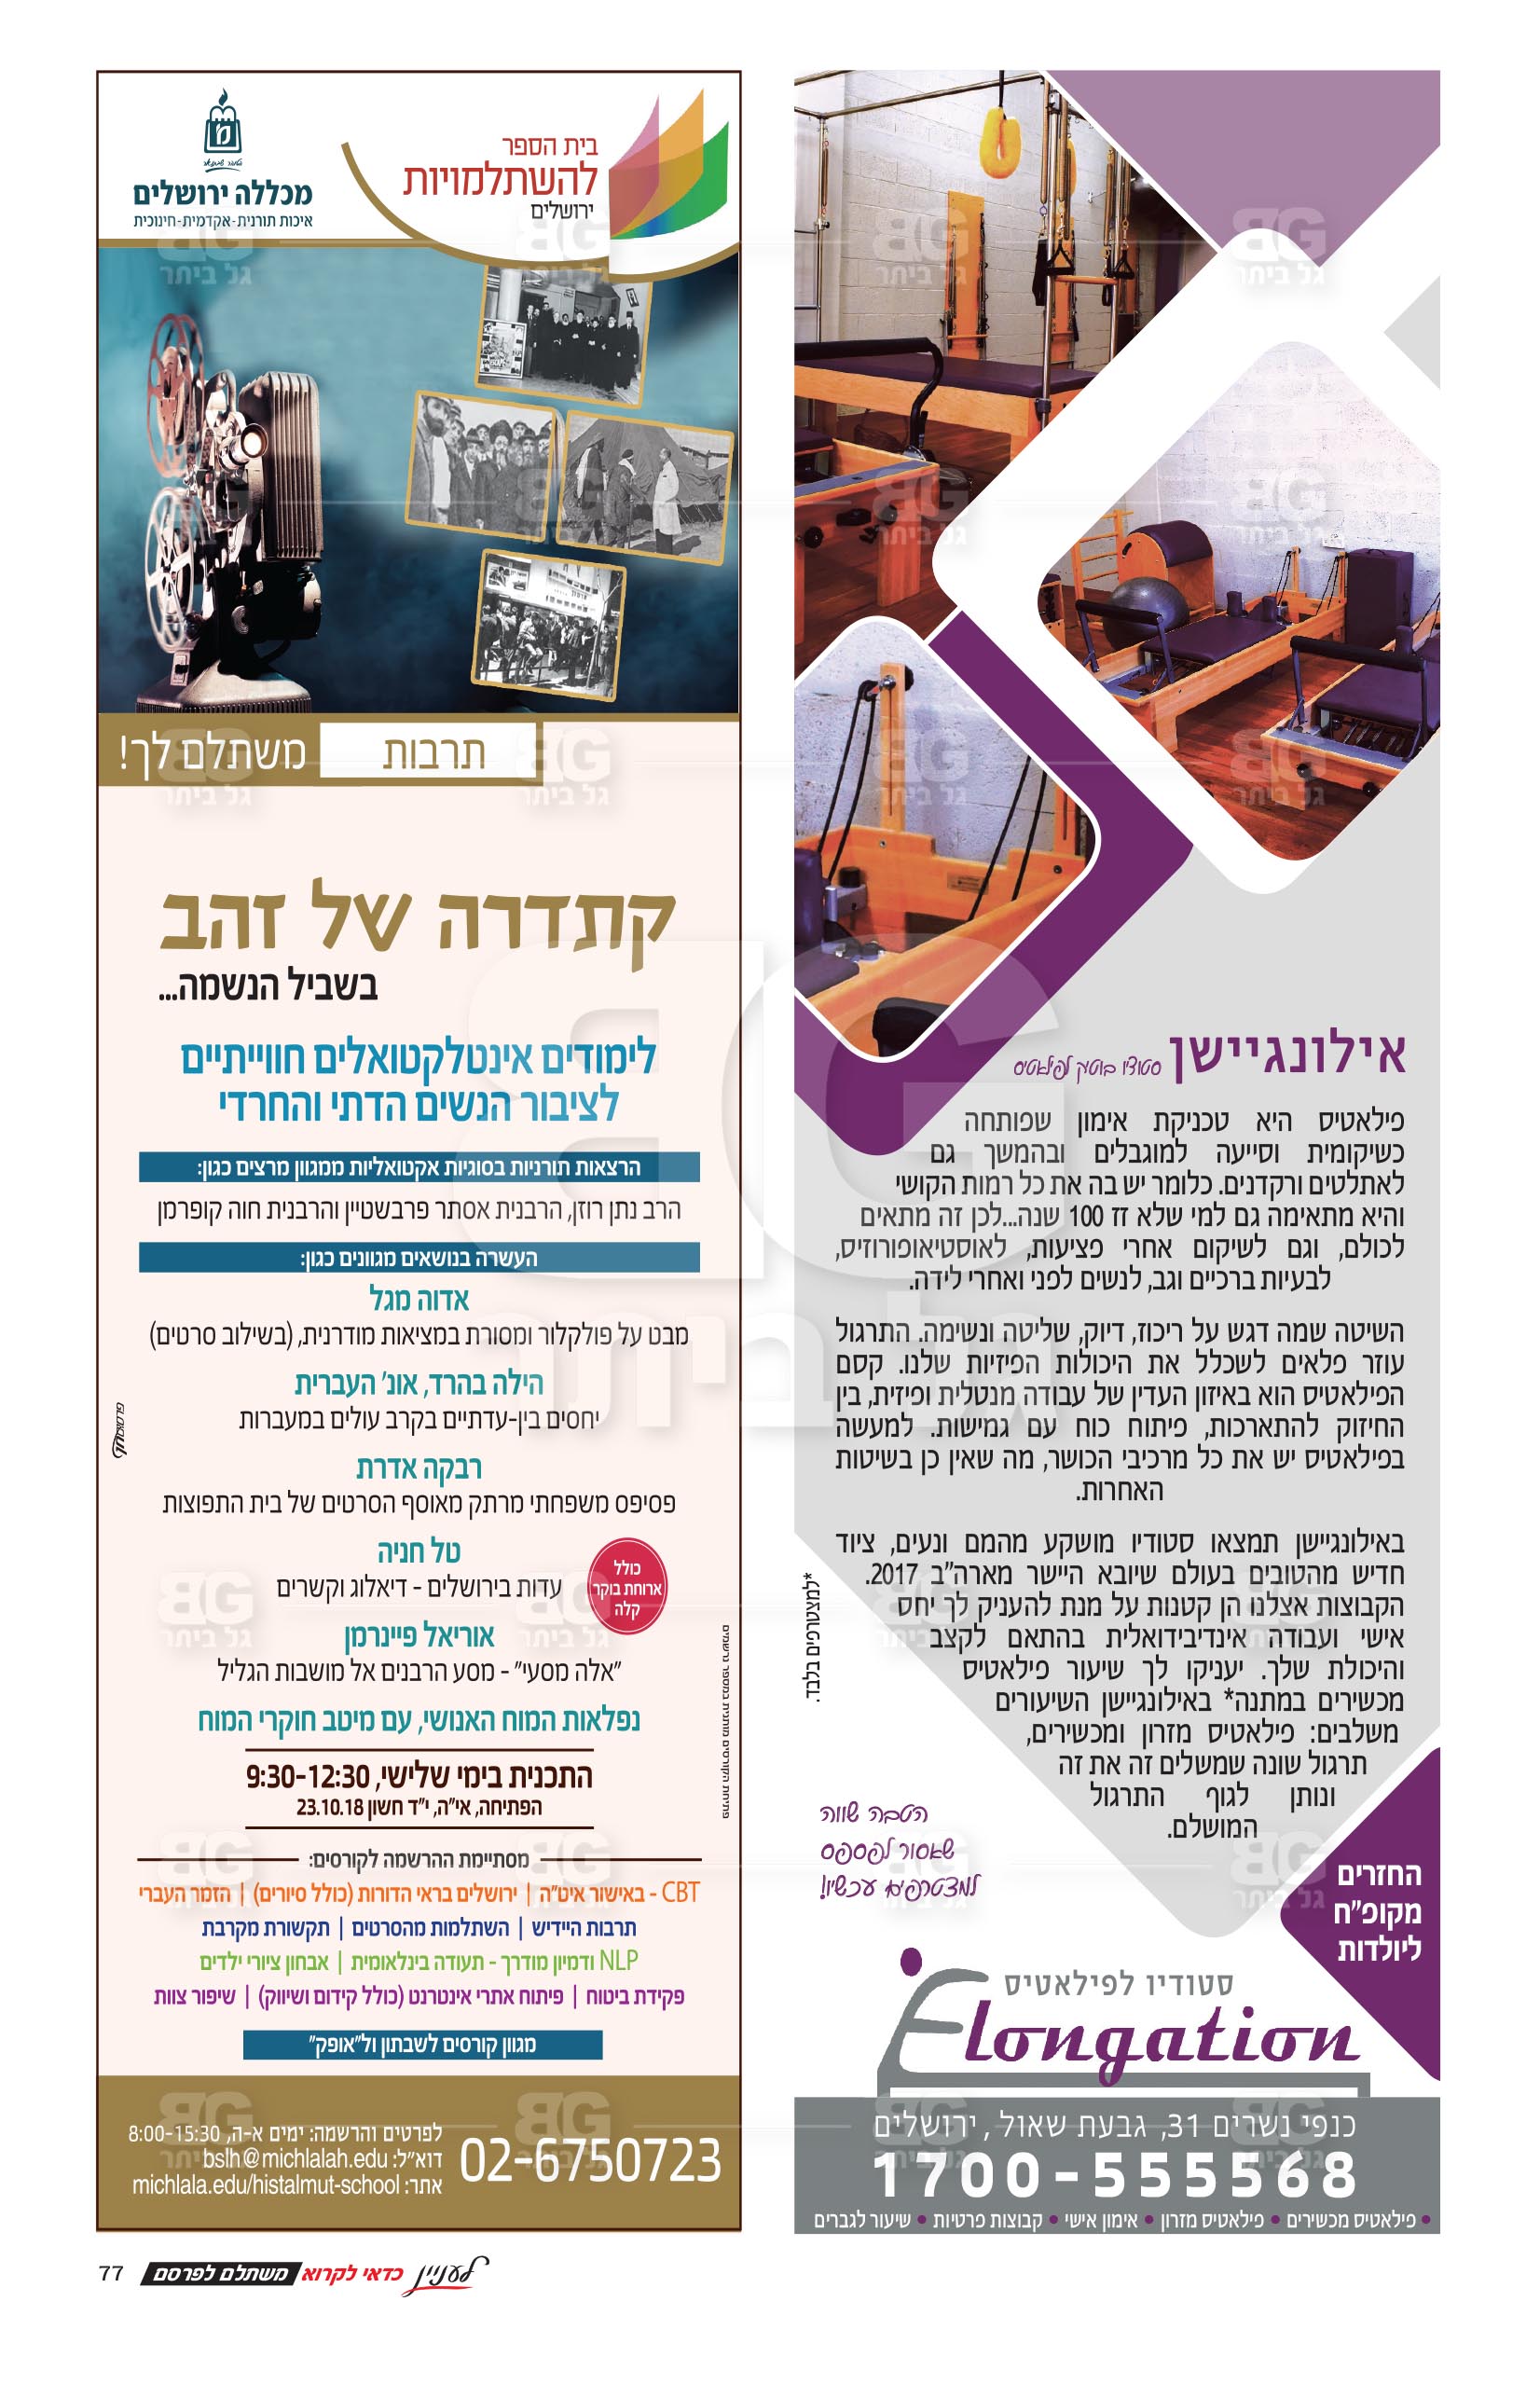 אילונגיישן סטודיו בוטיק לפילאטיס
פילאטיס היא טכניקת אימון שפותחה
כשיקומית וסייעה למוגבלים ובהמשך גם
לאתלטים ורקדנים. כלומר יש בה את כל רמות הקושי
והיא מתאימה גם למי שלא זז 100 שנה...לכן זה מתאים
לכולם, וגם לשיקום אחרי פציעות, לאוסטיאופורוזיס,
לבעיות ברכיים וגב, לנשים לפני ואחרי לידה.
השיטה שמה דגש על ריכוז, דיוק, שליטה ונשימה. התרגול
עוזר פלאים לשכלל את היכולות הפיזיות שלנו. קסם
הפילאטיס הוא באיזון העדין של עבודה מנטלית ופיזית, בין
החיזוק להתארכות, פיתוח כוח עם גמישות. למעשה
בפילאטיס יש את כל מרכיבי הכושר, מה שאין כן בשיטות
האחרות.
באילונגיישן תמצאו סטודיו מושקע מהמם ונעים, ציוד
חדיש מהטובים בעולם שיובא היישר מארה"ב 2017.
הקבוצות אצלנו הן קטנות על מנת להעניק לך יחס
אישי ועבודה אינדיבידואלית בהתאם לקצב
והיכולת שלך. יעניקו לך שיעור פילאטיס
מכשירים במתנה* באילונגיישן השיעורים
משלבים: פילאטיס מזרון ומכשירים,
תרגול שונה שמשלים זה את זה
ונותן לגוף התרגול
המושלם.
*למצטרפים בלבד.
הטבה שווה
שאסור לפספס
למצטרפים עכשיו!
החזרים
מקופ"ח
ליולדות
סטודיו לפילאטיס
Elongation
כנפי נשרים 31, גבעת שאול, ירושלים
1700-555568
• פילאטיס מכשירים • פילאטיס מזרון • אימון אישי • קבוצות פרטיות • שיעור לגברים
בית הספר
להשתלמויות
ירושלים
מ
מכללה ירושלים
איכות תורנית-אקדמית-חינוכית
תרבות משתלם לך!
קתדרה של זהב
בשביל הנשמה...
לימודים אינטלקטואלים חווייתיים
לציבור הנשים הדתי והחרדי
הרצאות תורניות בסוגיות אקטואליות ממגוון מרצים כגון:
הרב נתן רוזן, הרבנית אסתר פרבשטיין והרבנית חוה קופרמן
העשרה בנושאים מגוונים כגון:
אדוה מגל
מבט על פולקלור ומסורת במציאות מודרנית, (בשילוב סרטים)
הילה בהרד, אונ' העברית
יחסים בין-עדתיים בקרב עולים במעברות
רבקה אדרת
פסיפס משפחתי מרתק מאוסף הסרטים של בית התפוצות
טל חניה
עדות בירושלים - דיאלוג וקשרים
כולל
ארוחת בוקר
קלה
אוריאל פיינרמן
"אלה מסעי" - מסע הרבנים אל מושבות הגליל
נפלאות המוח האנושי, עם מיטב חוקרי המוח
התכנית בימי שלישי, 9:30-12:30
הפתיחה, אי"ה, י"ד חשון 23.10.18
מסתיימת ההרשמה לקורסים:
CBT - באישור איט"ה | ירושלים בראי הדורות (כולל סיורים) | הזמר העברי
תרבות היידיש | השתלמות מהסרטים | תקשורת מקרבת
NLP ודמיון מודרך - תעודה בינלאומית | אבחון ציורי ילדים
פקידת ביטוח | פיתוח אתרי אינטרנט (כולל קידום ושיווק) | שיפור צוות
מגוון קורסים לשבתון ול"אופק"
פתיחת הקורסים מותנית במספר נרשמים
02-6750723
לפרטים והרשמה: ימים א-ה, 8:00-15:30
דוא"ל: bslh@michlalah.edu
אתר: michlala.edu/histalmut-school
לעניין כדאי לקרוא משתלם לפרסם 77
BG
גל ביתר